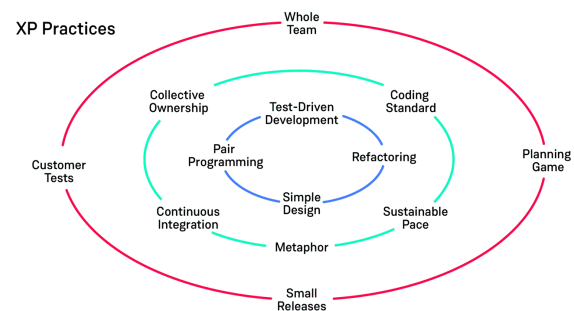 XP Practices
Whole
Team
Collective
Ownership
Coding
Standard
Test-Driven
Development
Pair
Programming
Refactoring
Customer
Tests
Planning
Game
Simple
Design
Continuous
Integration
Sustainable
Pace
Metaphor
Small
Releases